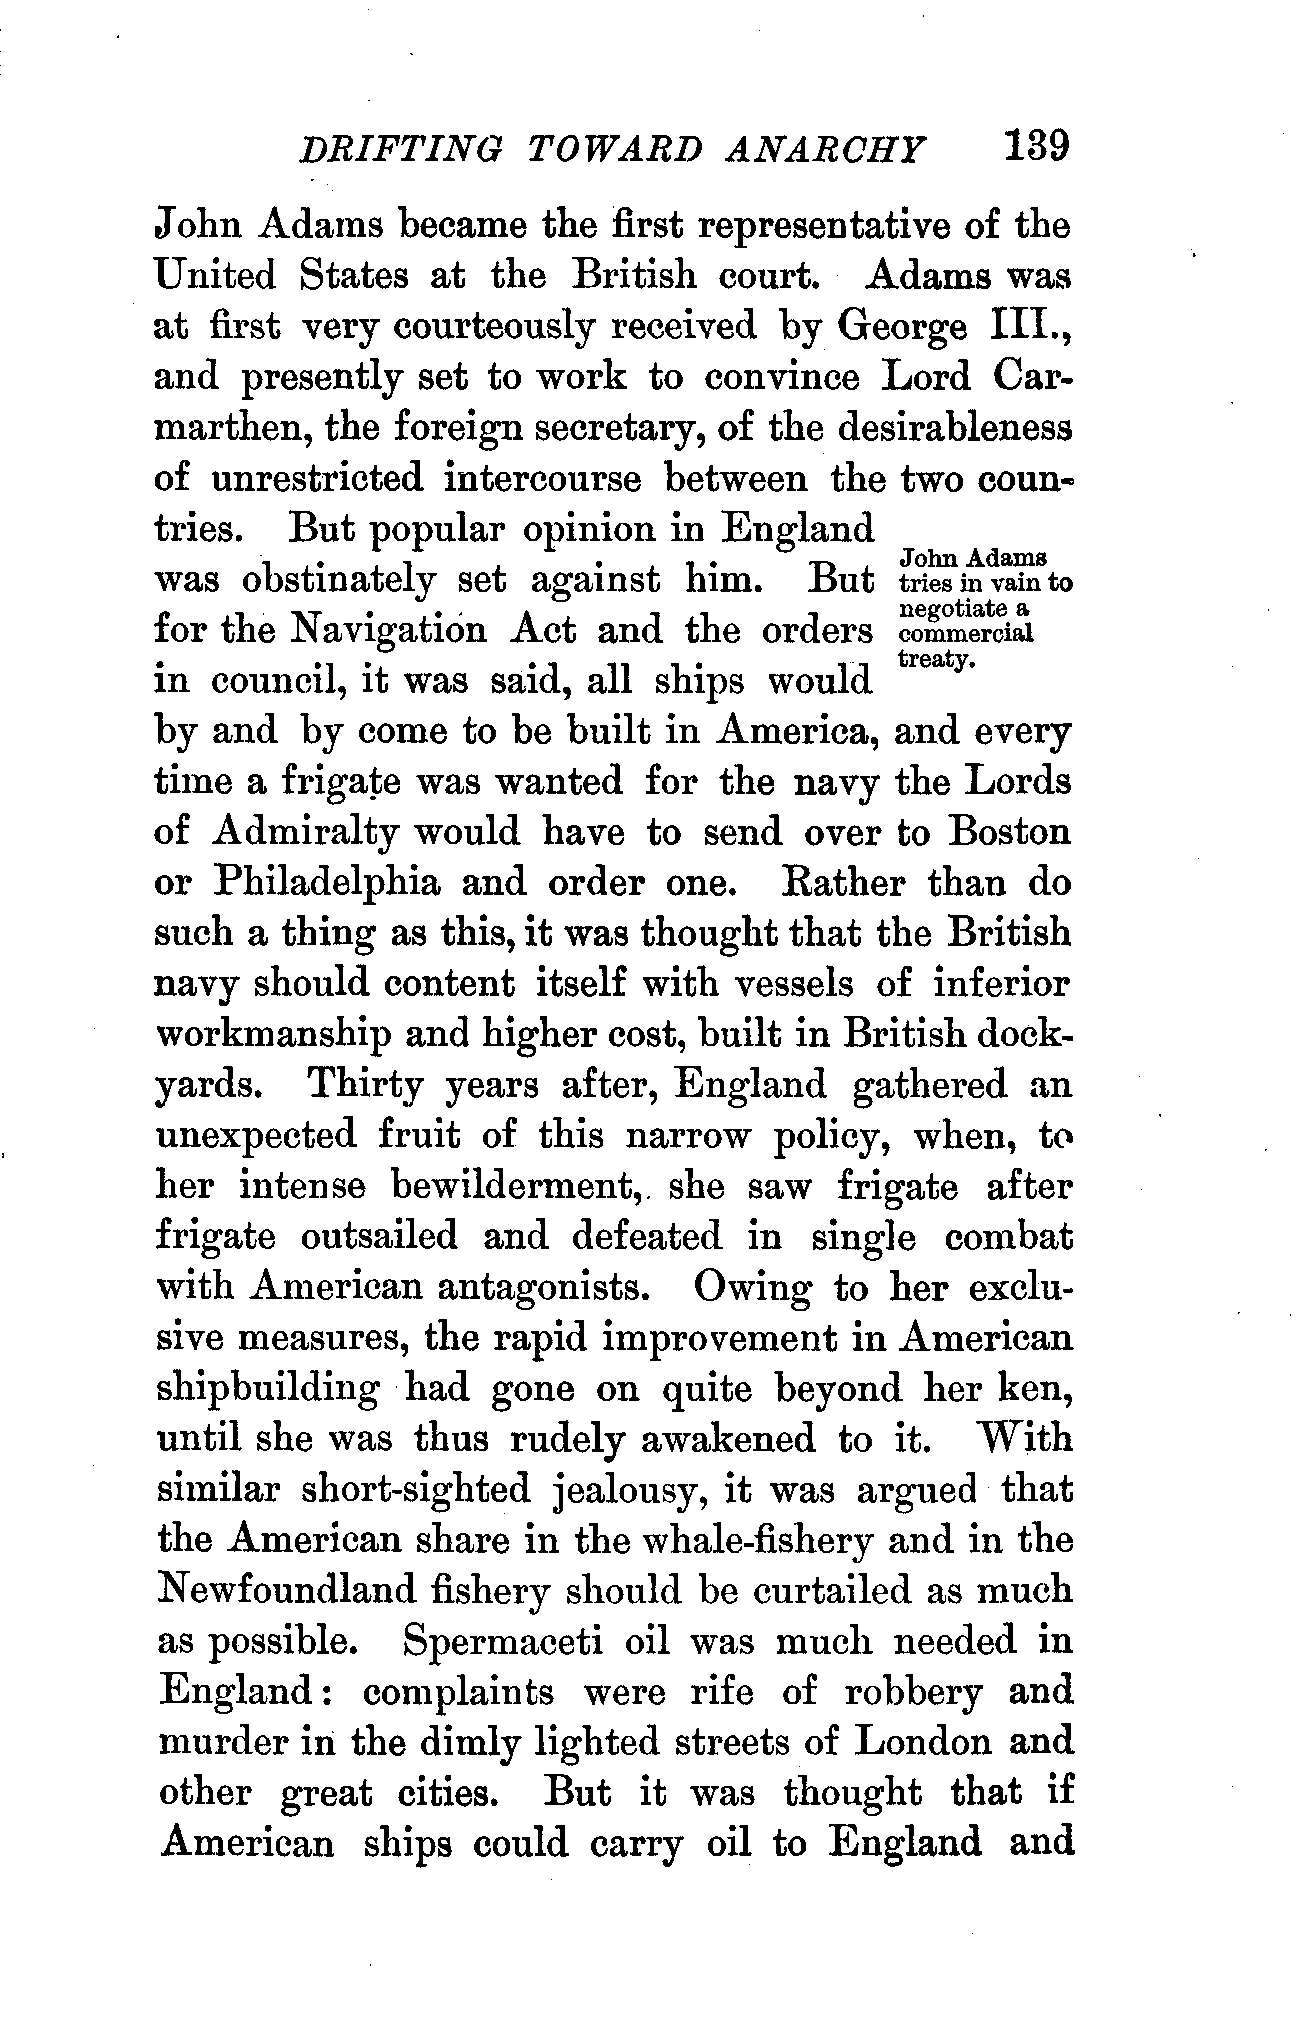 DRIFTING TOWARD ANARCHY 139
John Adams became the first representative of the
United States at the British court. Adams was
at first very courteously received by George III.,
and presently set to work to convince Lord Car-
marthen, the foreign secretary, of the desirableness
of unrestricted intercourse between the two coun-
tries. But popular opinion in England
was obstinately set against him. But
for the Navigation Act and the orders
in council, it was said, all ships would
John Adams
tries in vain to
negotiate a
commercial
treaty.
by and by come to be built in America, and every
time a frigate was wanted for the navy the Lords
of Admiralty would have to send over to Boston
or Philadelphia and order one. Rather than do
such a thing as this, it was thought that the British
navy should content itself with vessels of inferior
workmanship and higher cost, built in British dock-
yards. Thirty years after, England gathered an
unexpected fruit of this narrow policy, when, to
her intense bewilderment, she saw frigate after
frigate outsailed and defeated in single combat
with American antagonists. Owing to her exclu-
sive measures, the rapid improvement in American
shipbuilding had gone on quite beyond her ken,
until she was thus rudely awakened to it. With
similar short-sighted jealousy, it was argued that
the American share in the whale-fishery and in the
Newfoundland fishery should be curtailed as much
as possible. Spermaceti oil was much needed in
England: complaints were rife of robbery and
murder in the dimly lighted streets of London and
other great cities. But it was thought that if
American ships could carry oil to England and